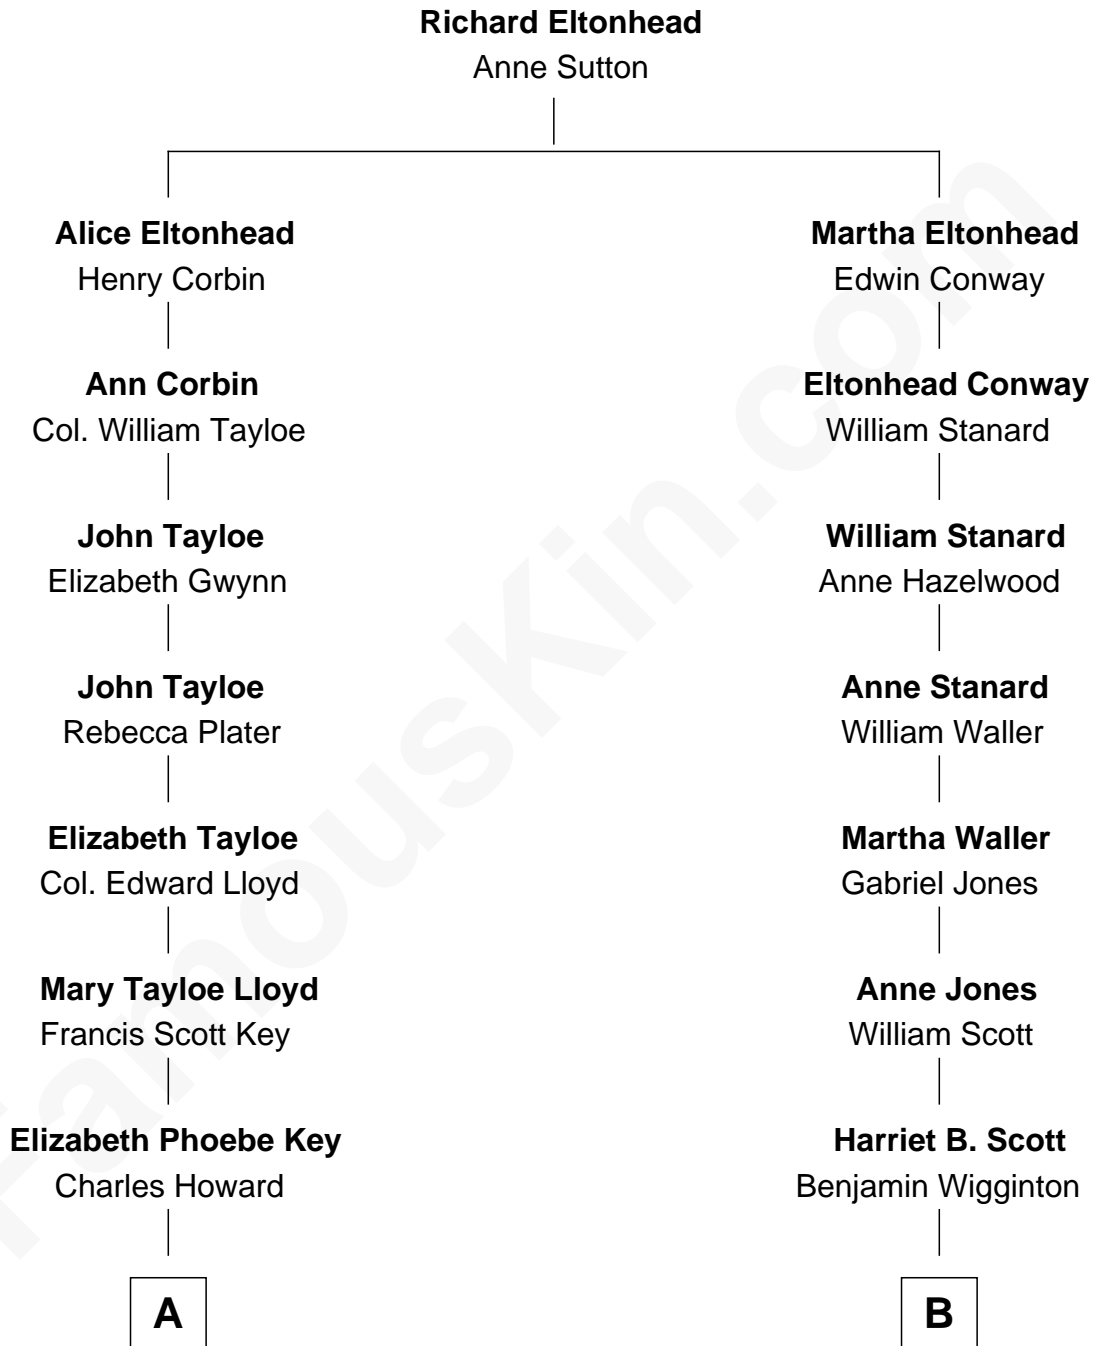 Richard Eltonhead
Anne Sutton
Alice Eltonhead
Henry Corbin
Martha Eltonhead
Edwin Conway
Ann Corbin
Col. William Tayloe
Eltonhead Conway
William Stanard
John Tayloe
Elizabeth Gwynn
William Stanard
Anne Hazelwood
John Tayloe
Rebecca Plater
Anne Stanard
William Waller
Elizabeth Tayloe
Col. Edward Lloyd
Martha Waller
Gabriel Jones
Mary Tayloe Lloyd
Francis Scott Key
Anne Jones
William Scott
Elizabeth Phoebe Key
Charles Howard
Harriet B. Scott
Benjamin Wigginton
A
B
FamousKin.com